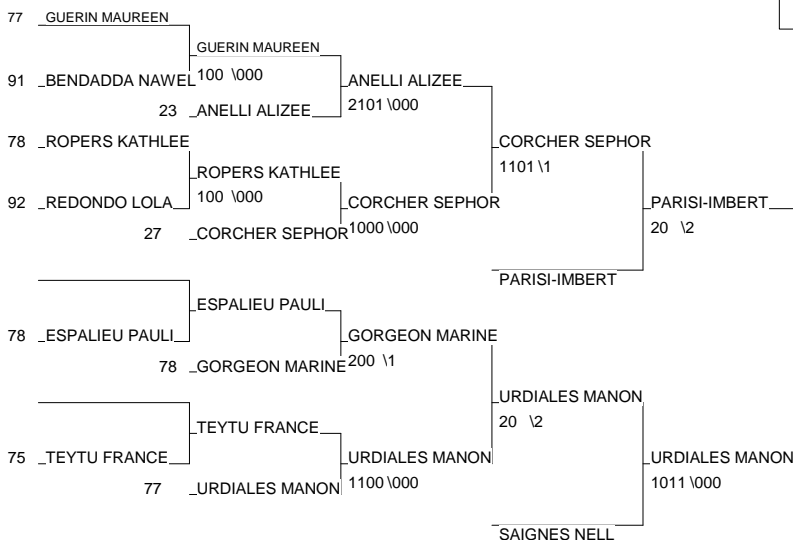 77 GUERIN MAUREEN
GUERIN MAUREEN
91 BENDADDA NAWEL 100 \000 ANELLI ALIZEE
23 ANELLI ALIZEE 2101 \000
78 ROPERS KATHLEE CORCHER SEPHOR
ROPERS KATHLEE 1101 \1
92 REDONDO LOLA 100 \000 CORCHER SEPHOR PARISI-IMBERT
27 CORCHER SEPHOR 1000 \000 20 \2
PARISI-IMBERT
ESPALIEU PAULI
78 ESPALIEU PAULI GORGEON MARINE
78 GORGEON MARINE 200 \1
URDIALES MANON
TEYTU FRANCE 20 \2
75 TEYTU FRANCE URDIALES MANON URDIALES MANON
77 URDIALES MANON 1100 \000 1011 \000
SAIGNES NELL